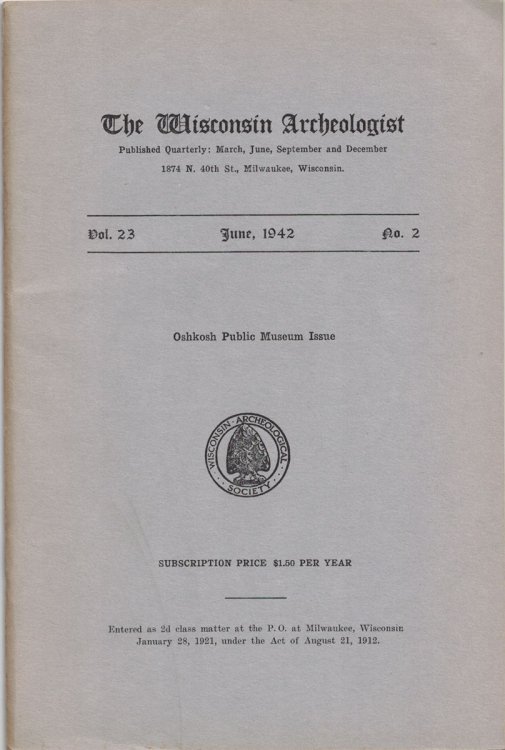 The Wisconsin Archeologist
Published Quarterly: March, June, September and December
1874 N. 40th St., Milwaukee, Wisconsin.
Vol. 23 June, 1942 No. 2
Oshkosh Public Museum Issue
WISCONSIN · ARCHEOLOGICAL
SOCIETY
SUBSCRIPTION PRICE $1.50 PER YEAR
Entered as 2d class matter at the P. O. at Milwaukee, Wisconsin
January 28, 1921, under the Act of August 21, 1912.